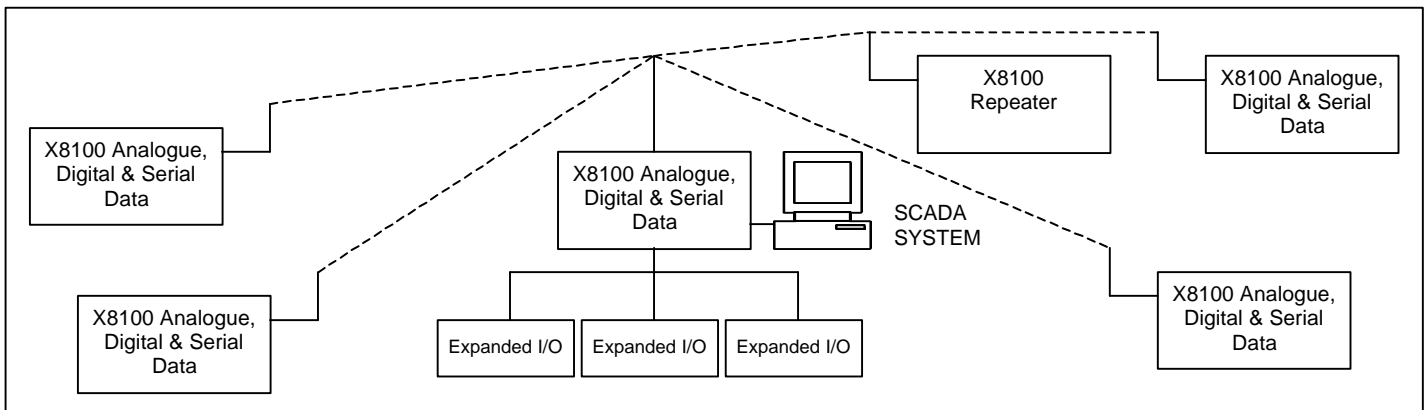 X8100
Repeater
X8100 Analogue,
Digital & Serial
Data
X8100 Analogue,
Digital & Serial
Data
X8100 Analogue,
Digital & Serial
Data
SCADA
SYSTEM
X8100 Analogue,
Digital & Serial
Data
X8100 Analogue,
Digital & Serial
Data
Expanded I/O
Expanded I/O
Expanded I/O